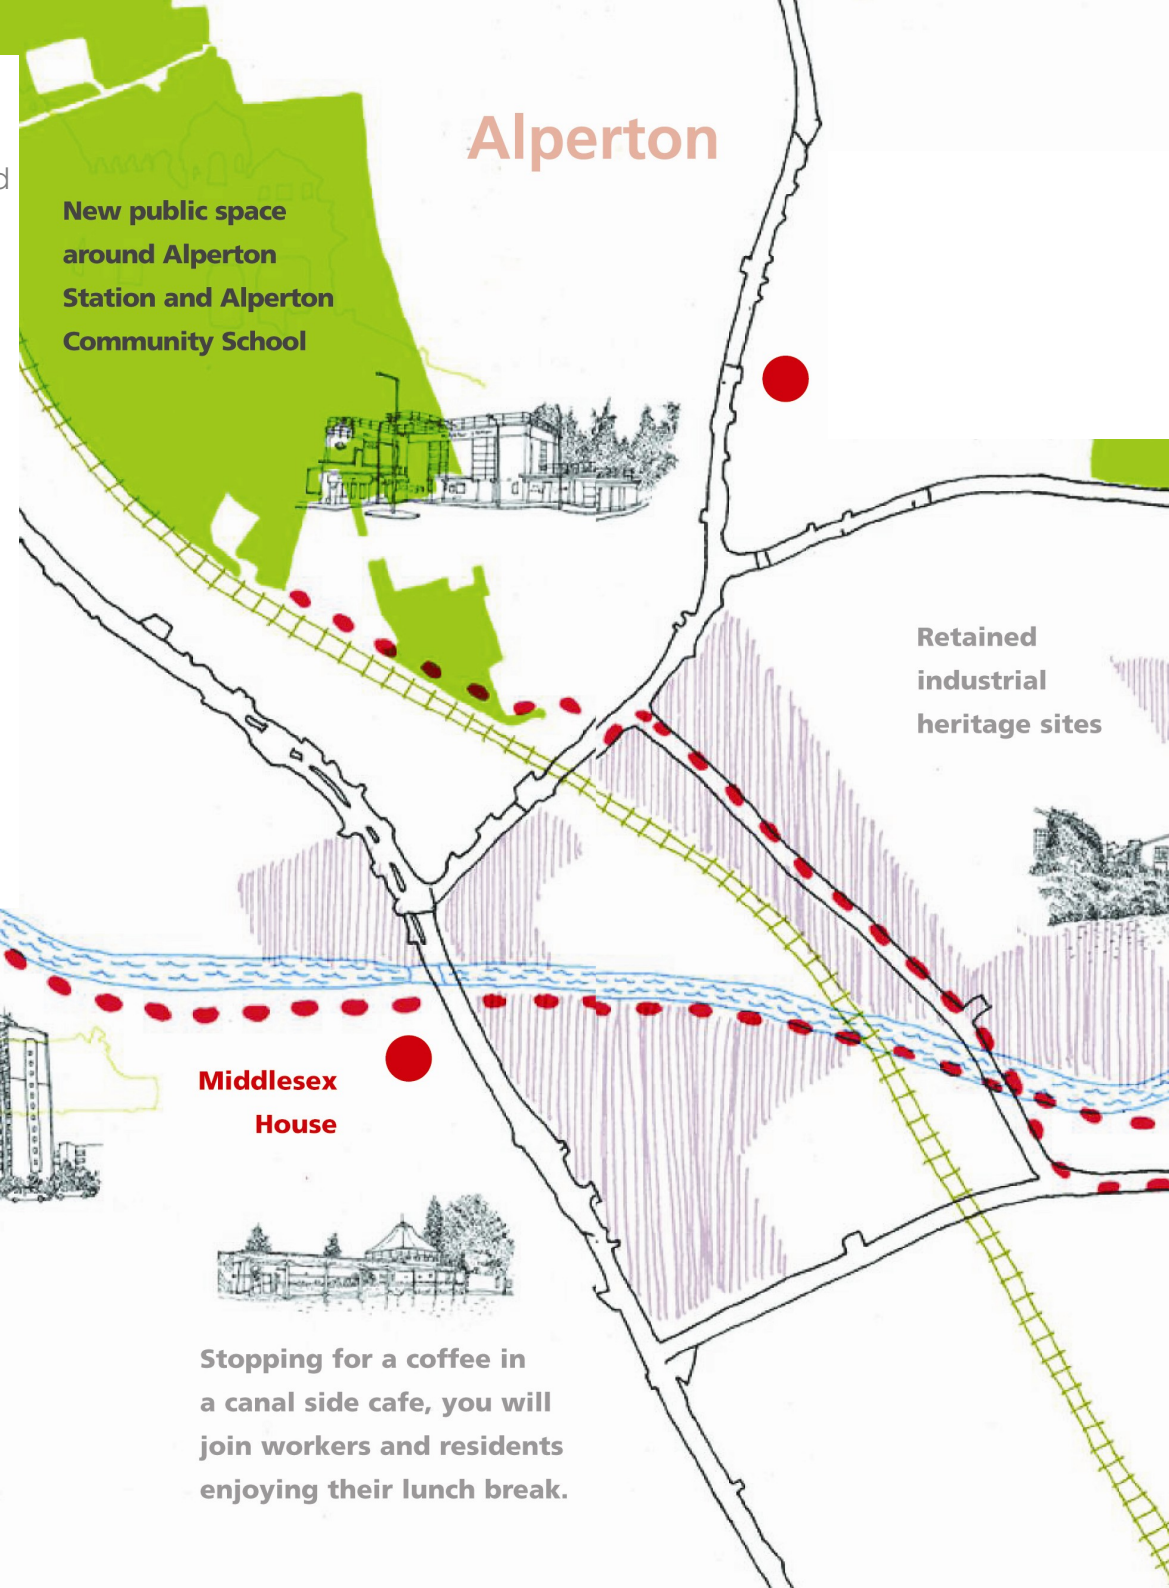 Alperton
d
New public space
around Alperton
Station and Alperton
Community School
Retained
industrial
heritage sites
Middlesex
House
Stopping for a coffee in
a canal side cafe, you will
join workers and residents
enjoying their lunch break.